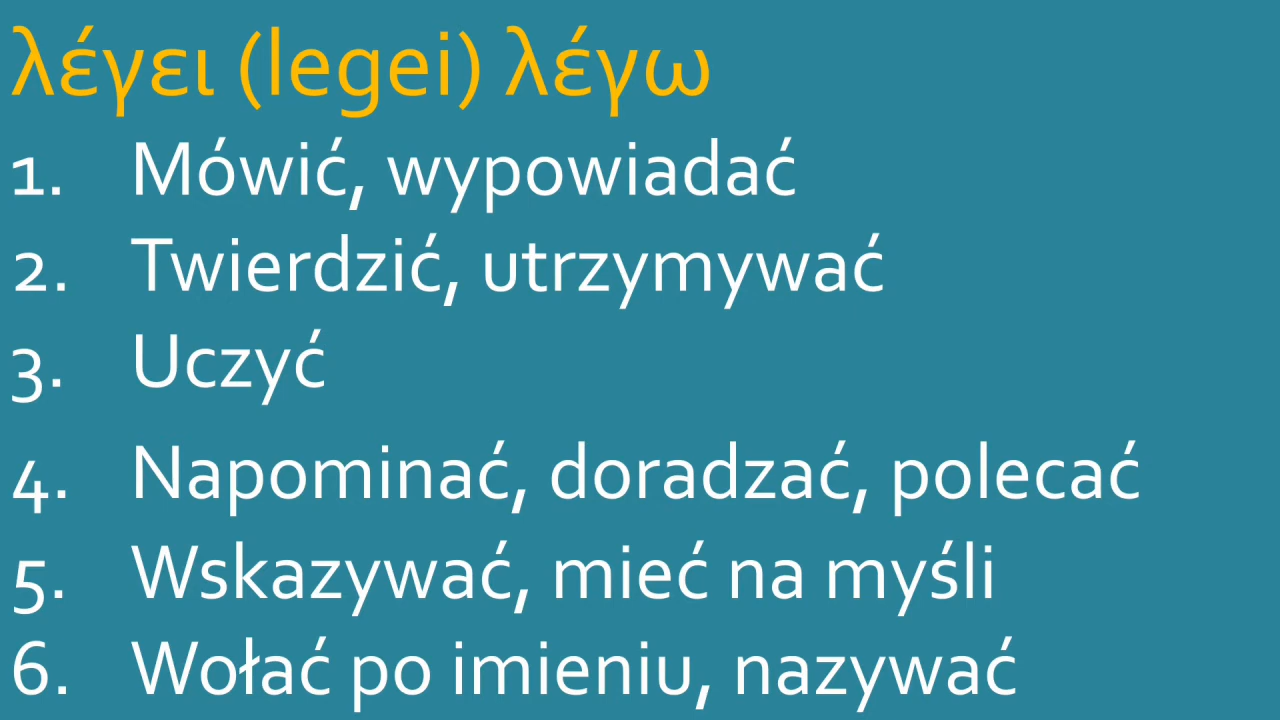 λέγει (legei) λέγω
1. Mówić, wypowiadać
2. Twierdzić, utrzymywać
3. Uczyć
4. Napominać, doradzać, polecać
5. Wskazywać, mieć na myśli
6. Wołać po imieniu, nazywać